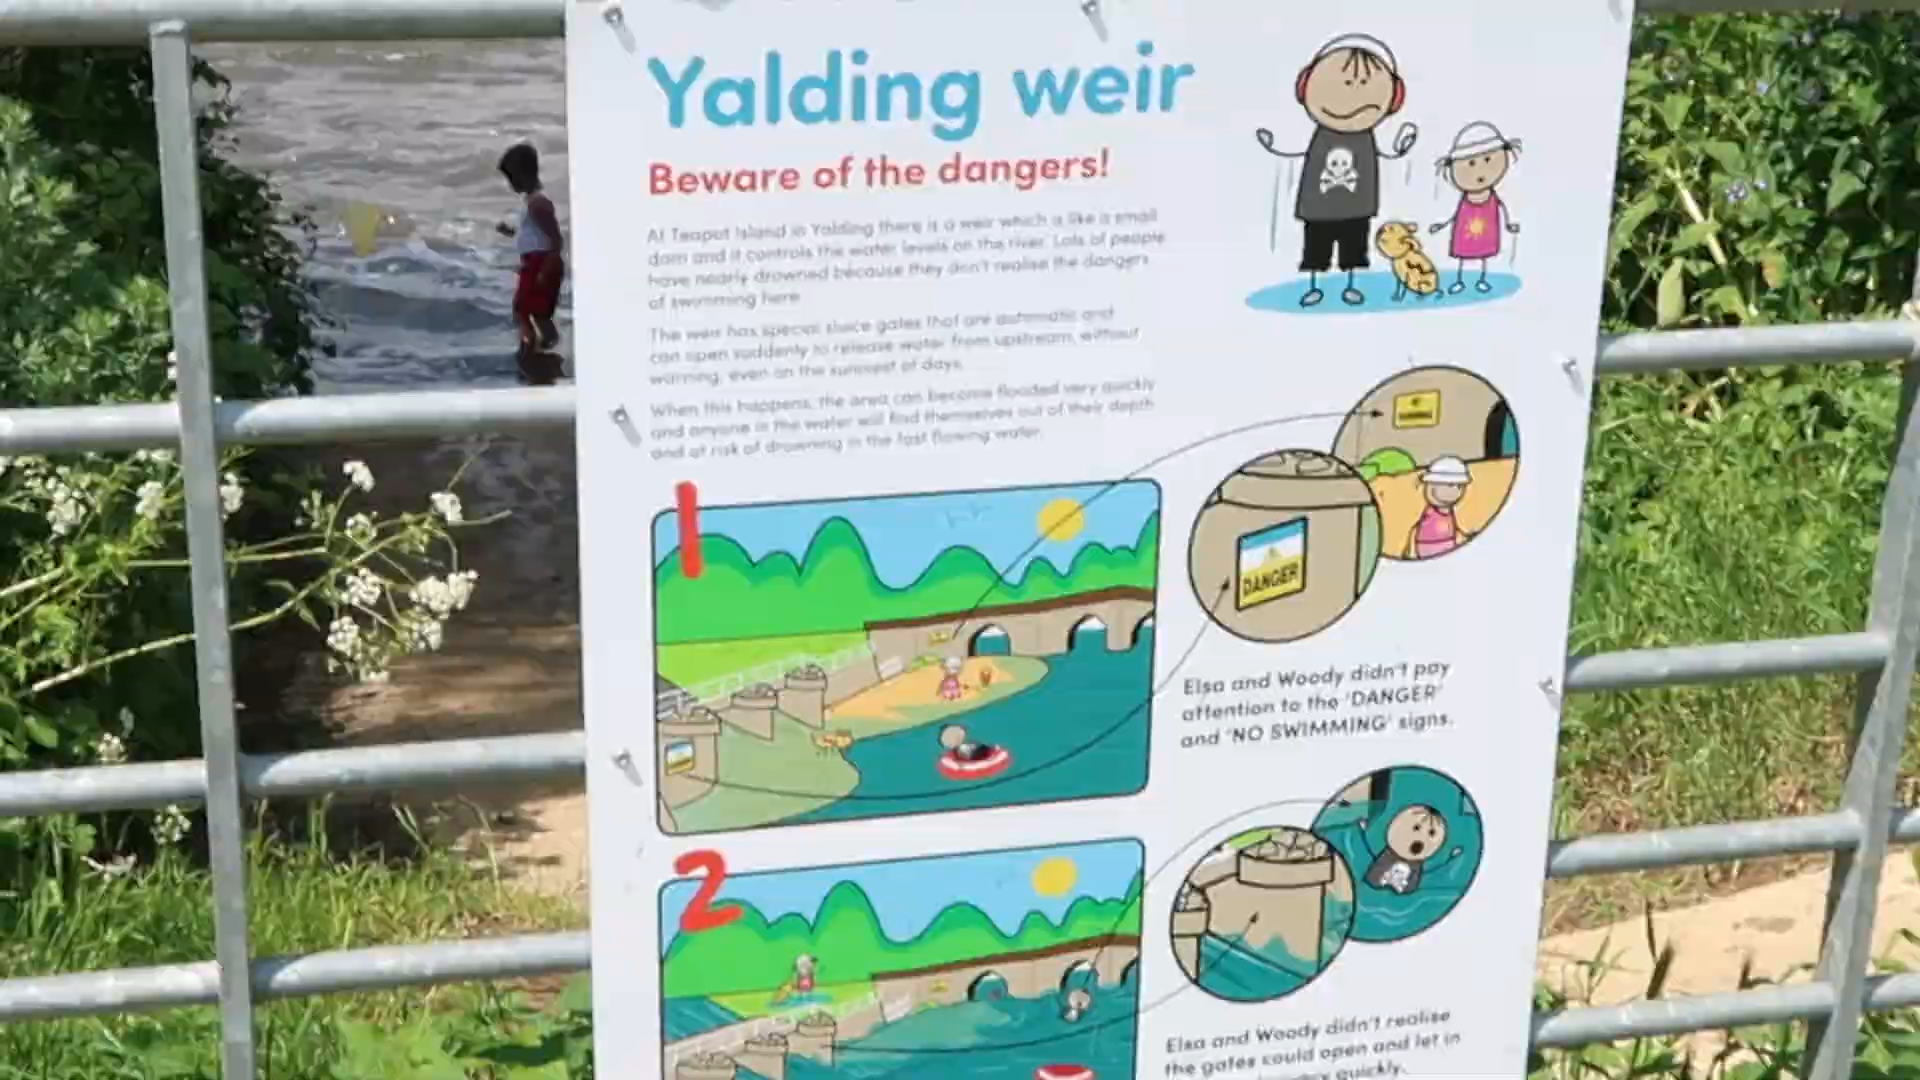 Yalding weir
Beware of the dangers!
At Teapot Island in Yalding there is a weir which is like a small
dam and it controls the water levels on the river. Lots of people
have nearly drowned because they don't realise the dangers
of swimming here.
The weir has special sluice gates that are automatic and
can open suddenly to release water from upstream, without
warning, even on the sunniest of days.
When this happens, the area can become flooded very quickly
and anyone in the water will find themselves out of their depth
and at risk of drowning in the fast flowing water.
1
DANGER
Elsa and Woody didn't pay
attention to the 'DANGER'
and 'NO SWIMMING' signs.
2
Elsa and Woody didn't realise
the gates could open and let in
quickly.